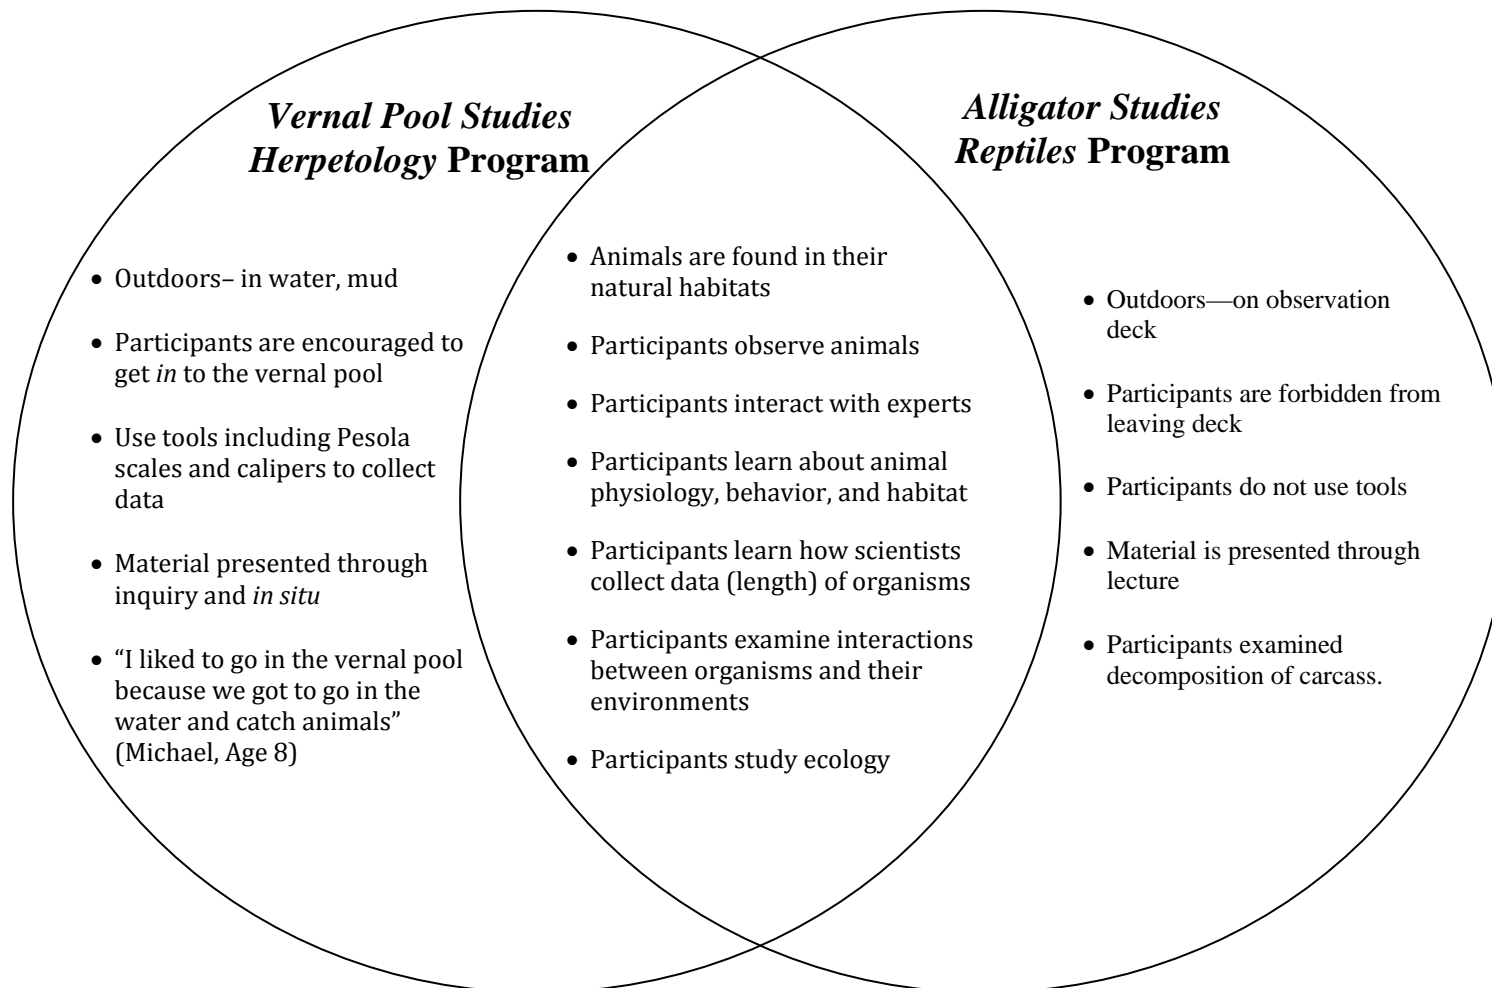 Vernal Pool Studies
Herpetology Program
• Outdoors– in water, mud
• Participants are encouraged to
get in to the vernal pool
• Use tools including Pesola
scales and calipers to collect
data
• Material presented through
inquiry and in situ
• “I liked to go in the vernal pool
because we got to go in the
water and catch animals”
(Michael, Age 8)
• Animals are found in their
natural habitats
• Participants observe animals
• Participants interact with experts
• Participants learn about animal
physiology, behavior, and habitat
• Participants learn how scientists
collect data (length) of organisms
• Participants examine interactions
between organisms and their
environments
• Participants study ecology
Alligator Studies
Reptiles Program
• Outdoors—on observation
deck
• Participants are forbidden from
leaving deck
• Participants do not use tools
• Material is presented through
lecture
• Participants examined
decomposition of carcass.